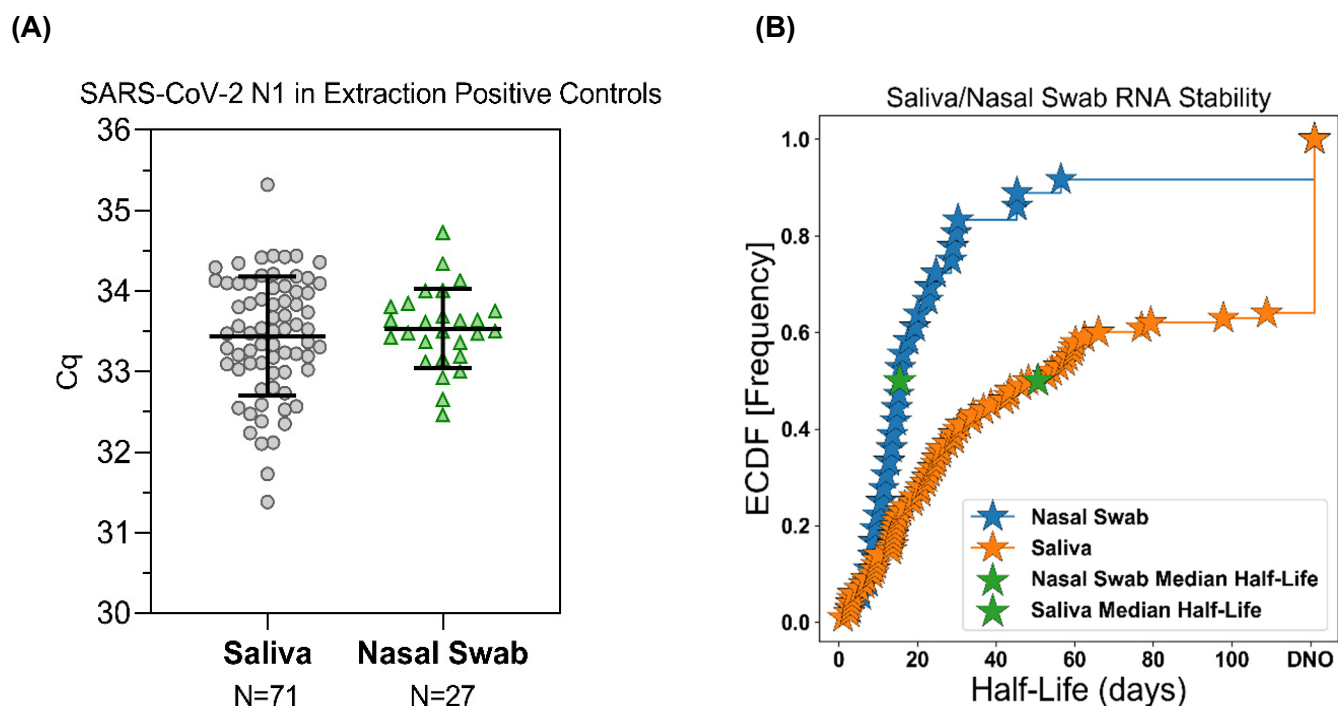 (A)
SARS-CoV-2 N1 in Extraction Positive Controls
36
35
34
33
32
31
30
Cq
Saliva
N=71
Nasal Swab
N=27
(B)
Saliva/Nasal Swab RNA Stability
1.0
0.8
0.6
0.4
0.2
0.0
ECDF [Frequency]
Nasal Swab
Saliva
Nasal Swab Median Half-Life
Saliva Median Half-Life
0 20 40 60 80 100 DNO
Half-Life (days)